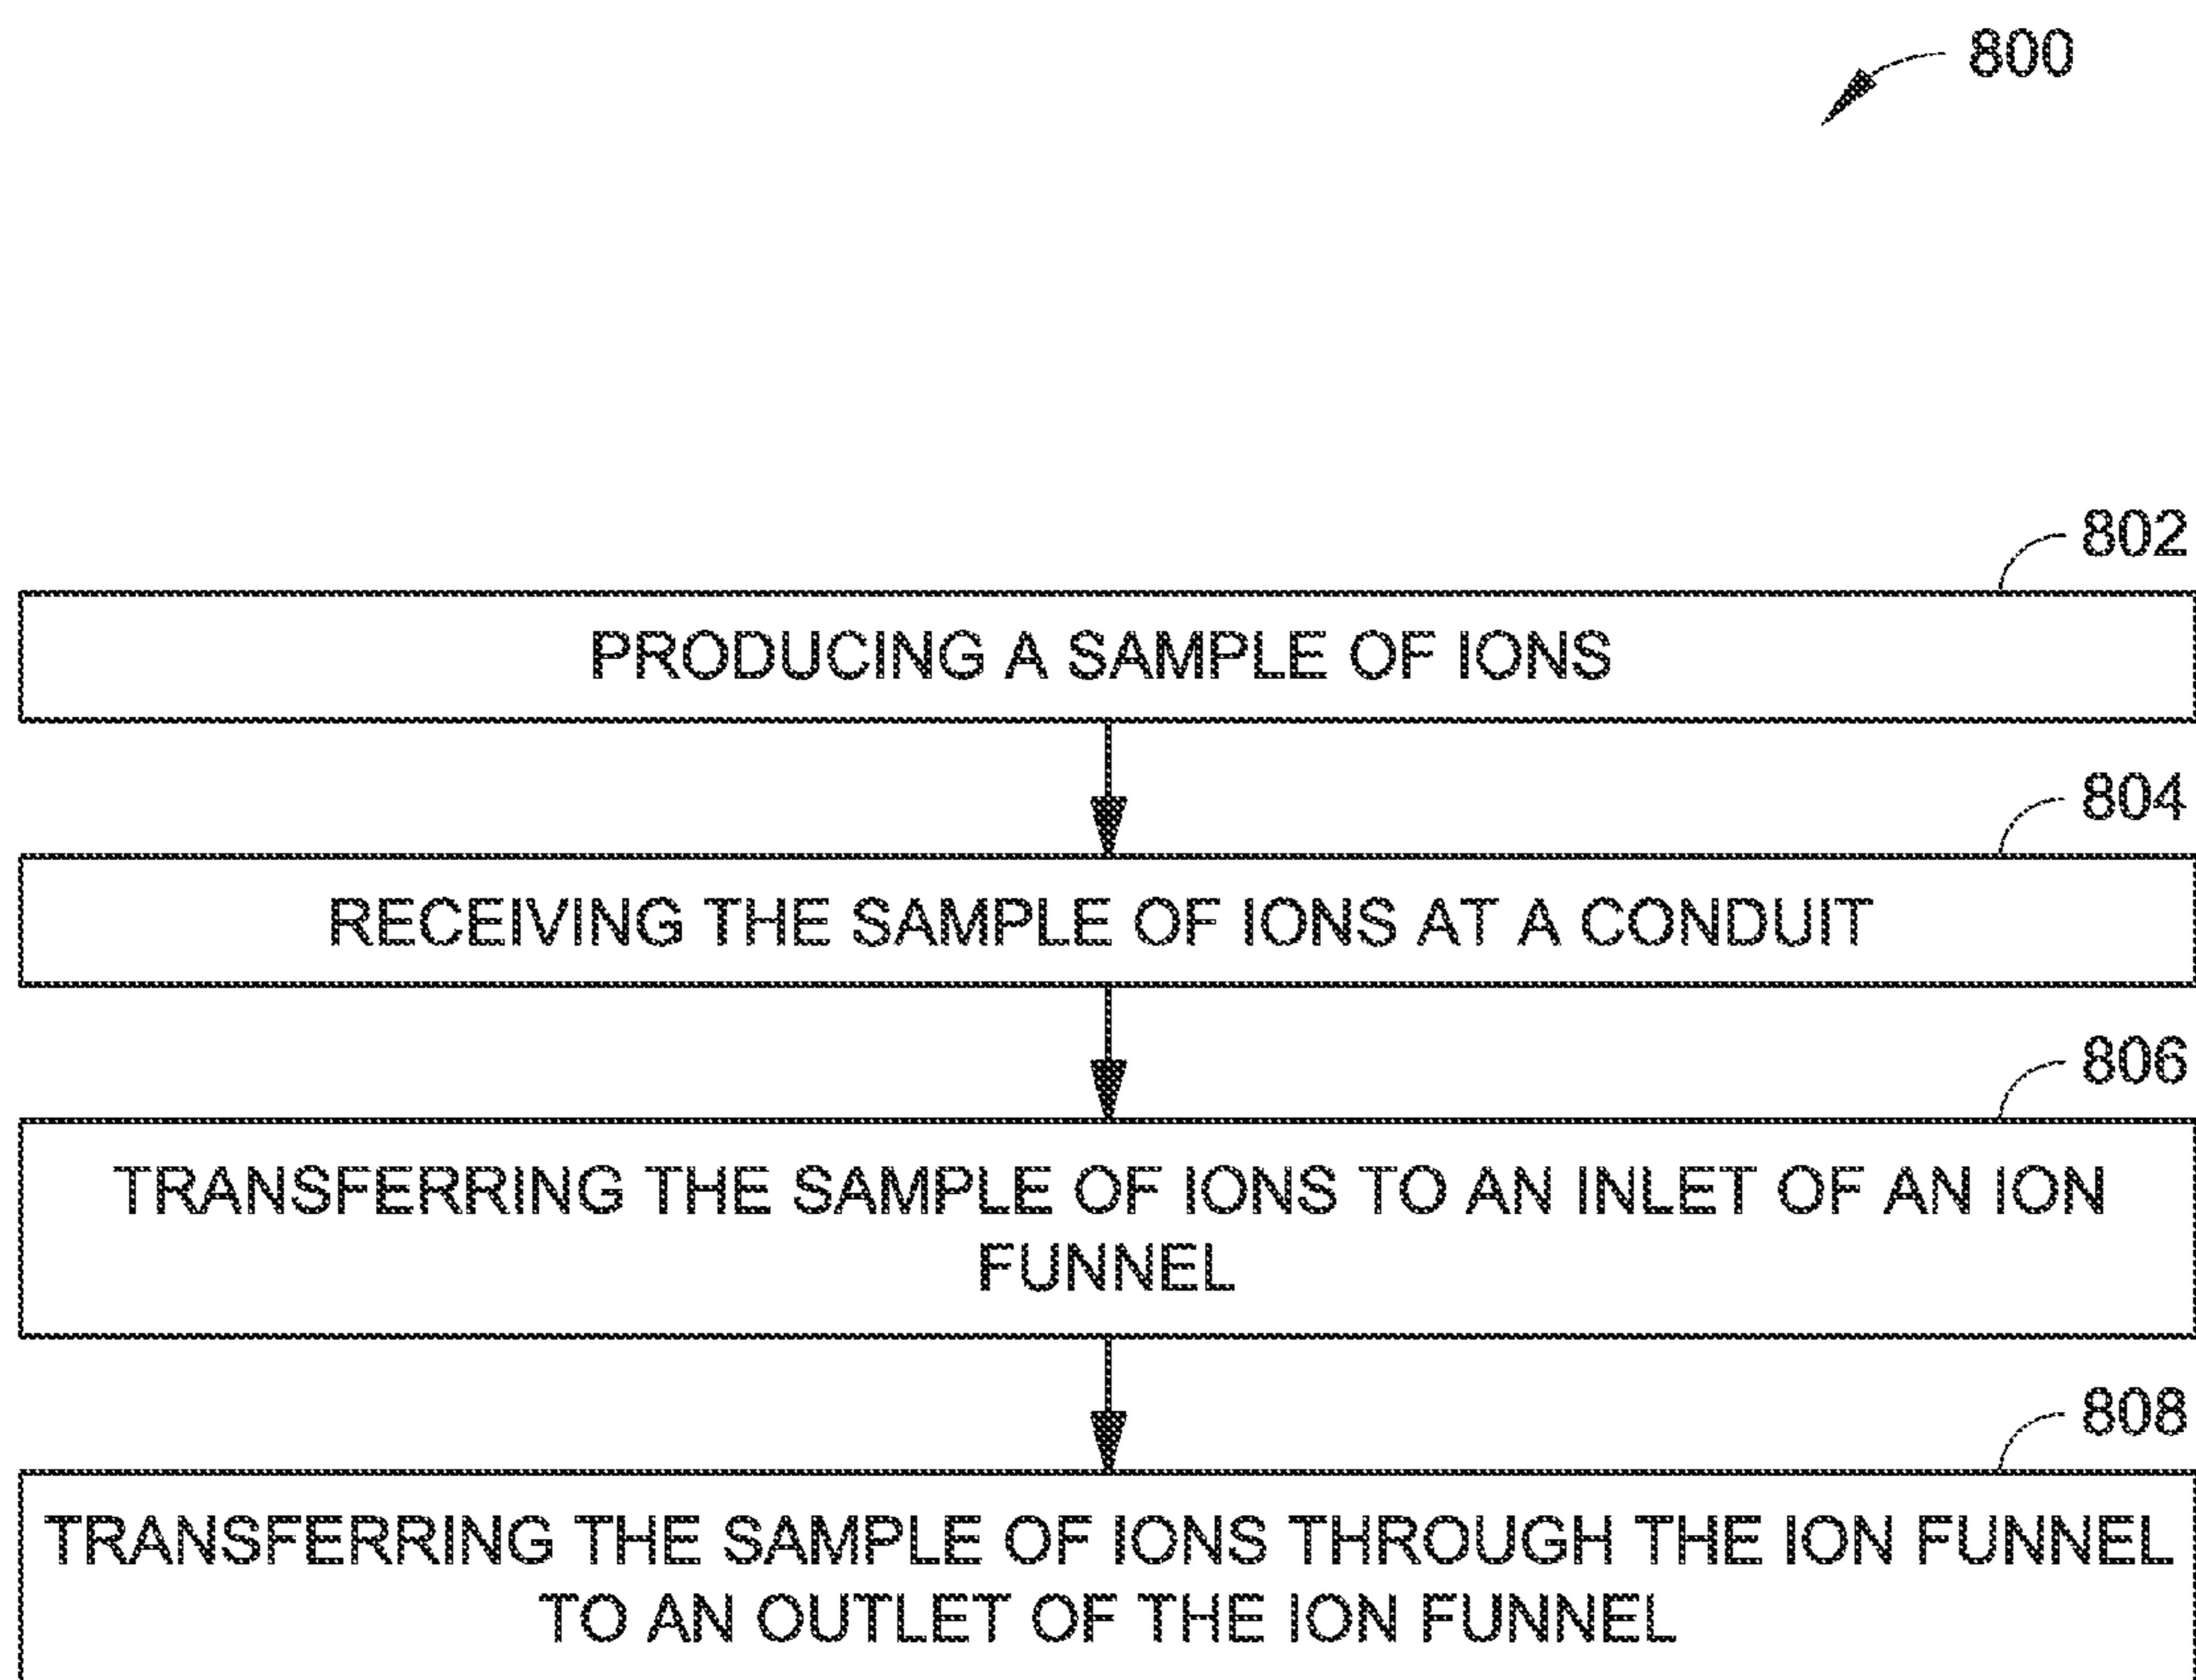 800
802
PRODUCING A SAMPLE OF IONS
804
RECEIVING THE SAMPLE OF IONS AT A CONDUIT
806
TRANSFERRING THE SAMPLE OF IONS TO AN INLET OF AN ION
FUNNEL
808
TRANSFERRING THE SAMPLE OF IONS THROUGH THE ION FUNNEL
TO AN OUTLET OF THE ION FUNNEL